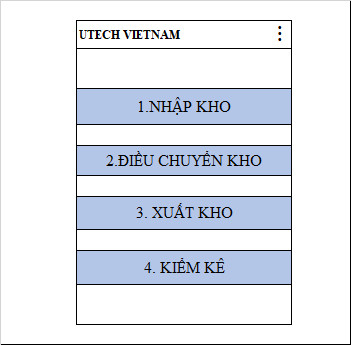 UTECH VIETNAM
1.NHẬP KHO
2.ĐIỀU CHUYỂN KHO
3. XUẤT KHO
4. KIỂM KÊ